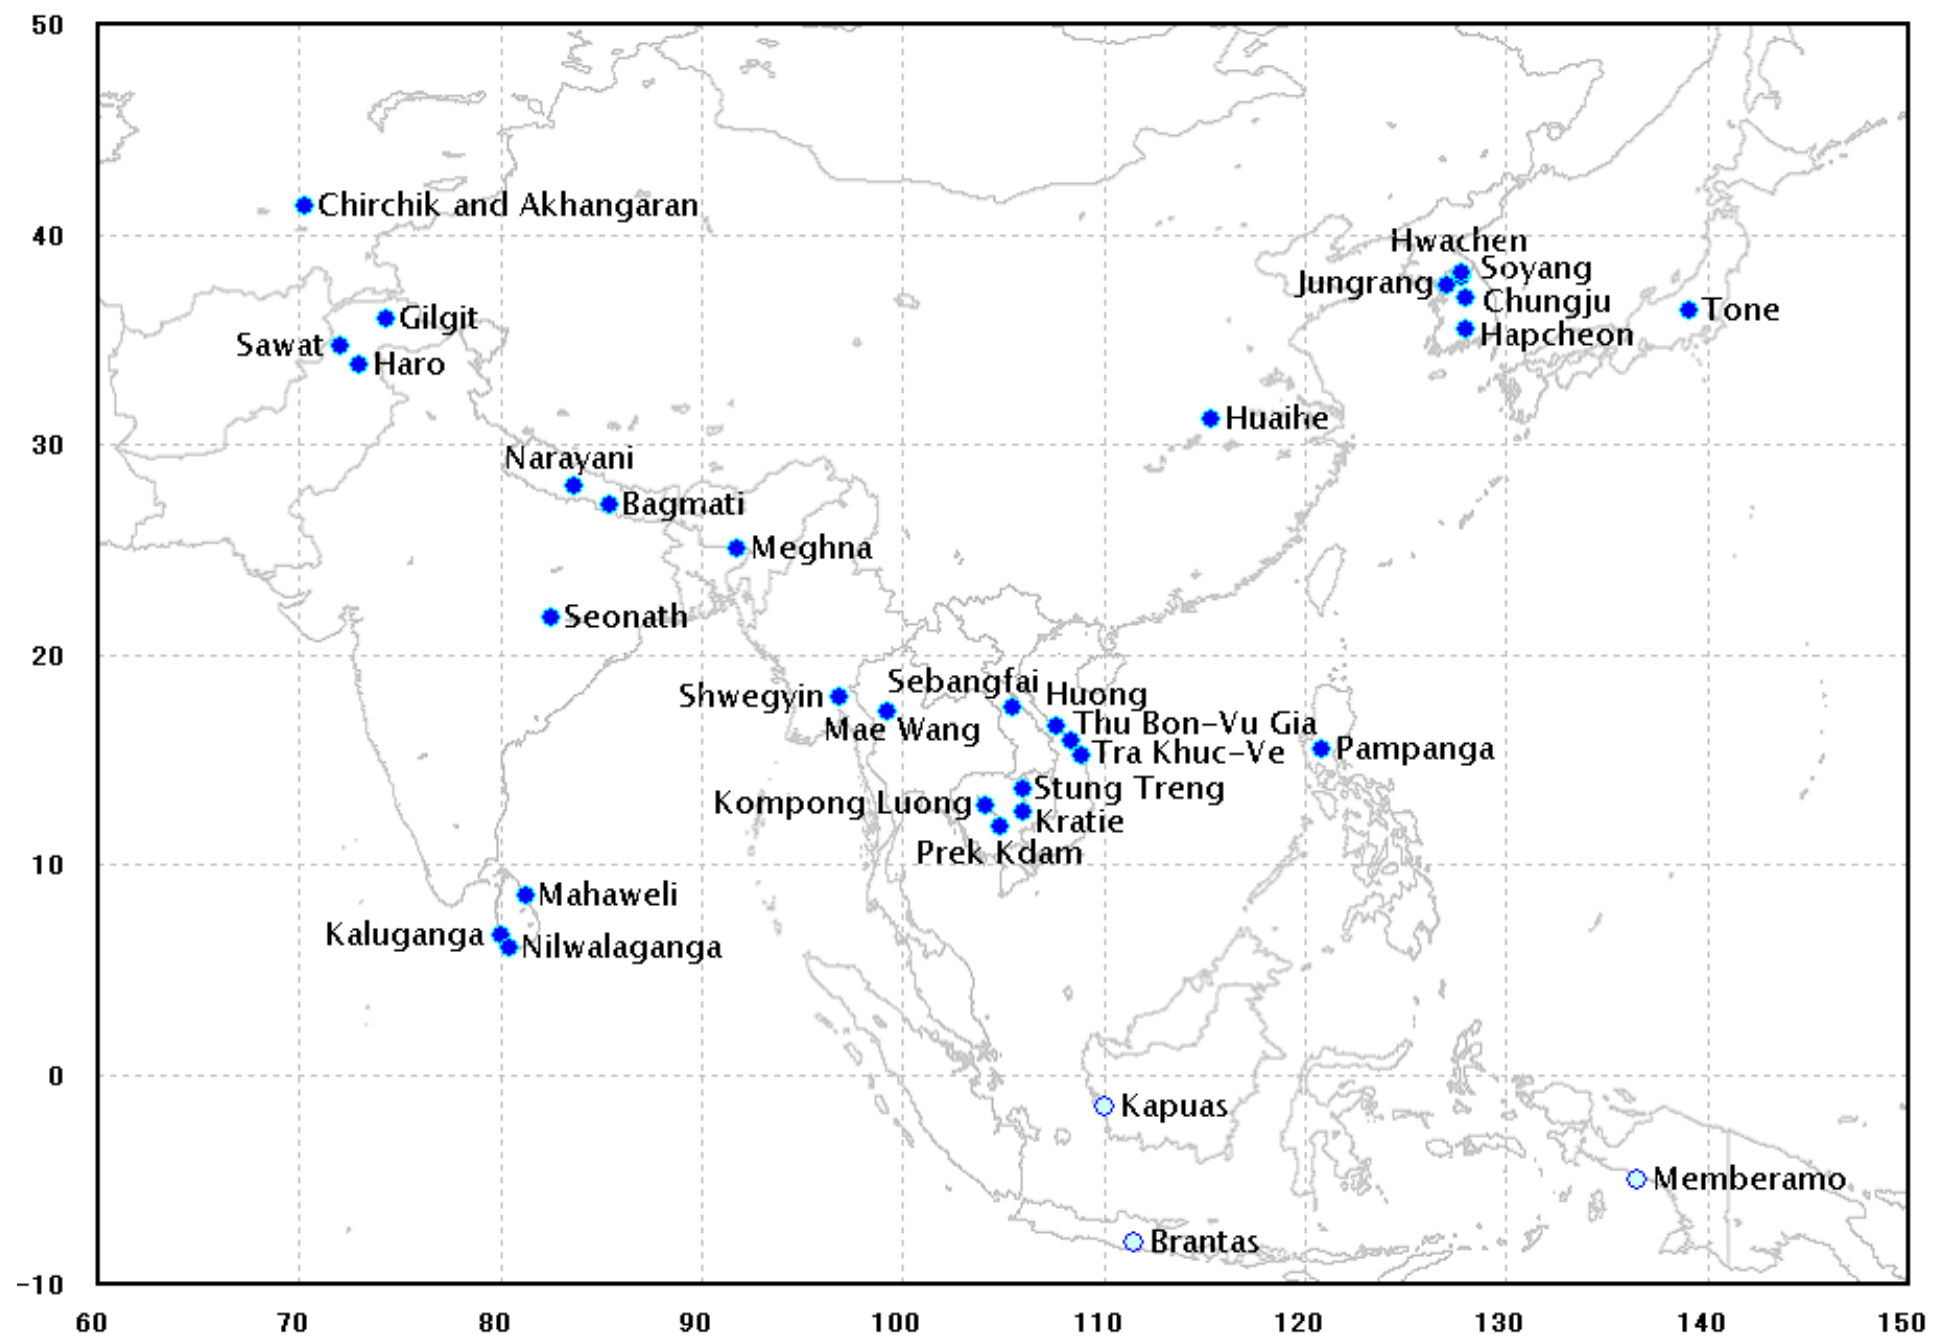 50
Chirchik and Akhangaran
40
Hwachen
Soyang
Jungrang
Chungju
Tone
Gilgit
Hapcheon
Sawat
Haro
Huaihe
30
Narayani
Bagmati
Meghna
Seonath
20
Sebangfai
Huong
Shwegyin
Thu Bon-Vu Gia
Mae Wang
Tra Khuc-Ve
Pampanga
Stung Treng
Kompong Luong
Kratie
Prek Kdam
10
Mahaweli
Kaluganga
Nilwalaganga
0
Kapuas
Memberamo
Brantas
-10
60 70 80 90 100 110 120 130 140 150